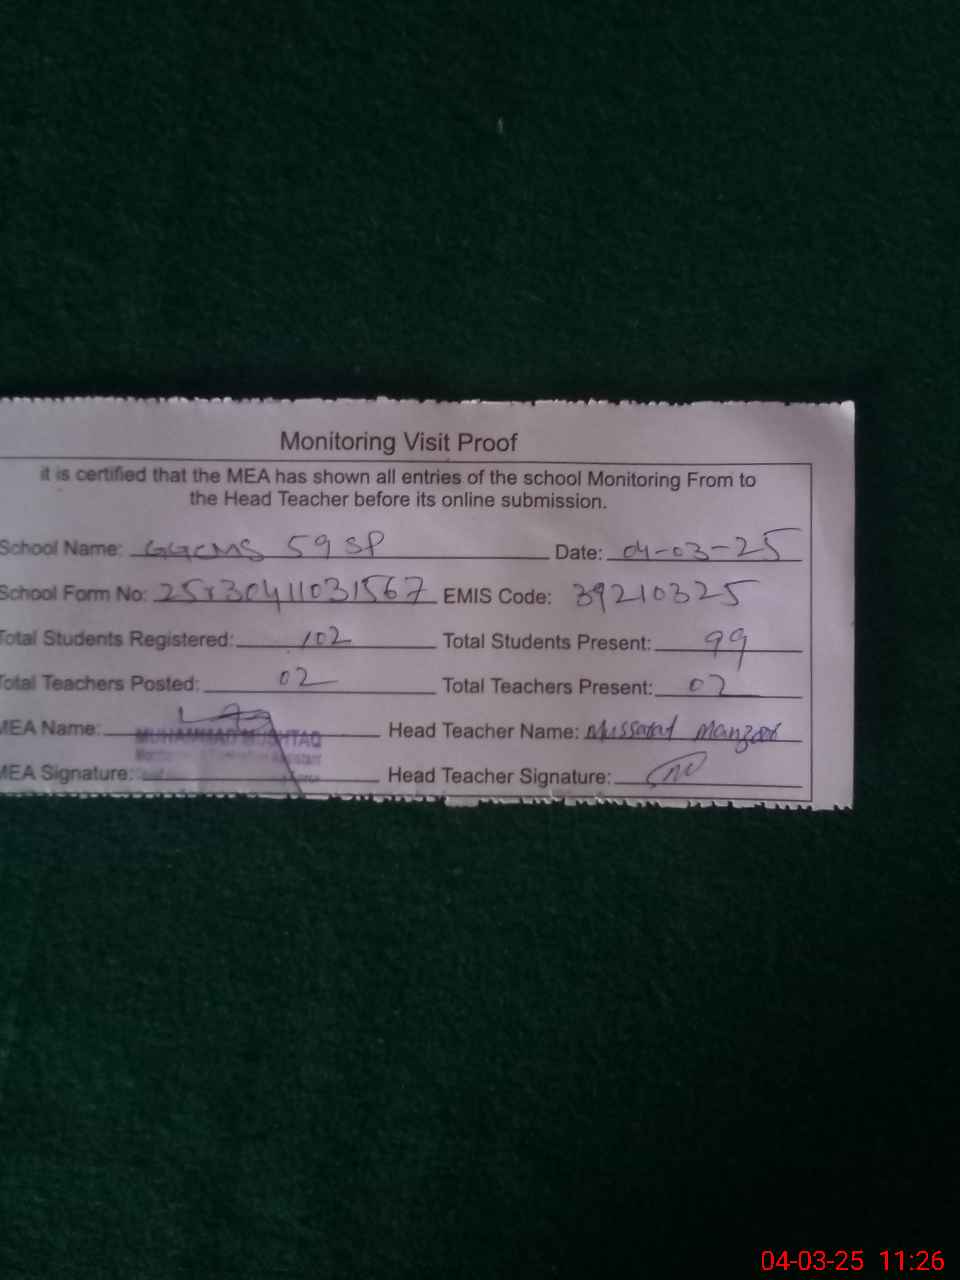 Monitoring Visit Proof
it is certified that the MEA has shown all entries of the school Monitoring From to
the Head Teacher before its online submission.
School Name: GGCMS 59 SP Date: 04-03-25
School Form No: 25r30411031567 EMIS Code: 39210325
Total Students Registered: 102 Total Students Present: 99
Total Teachers Posted: 02 Total Teachers Present: 02
MEA Name: Head Teacher Name: Mussarat Manzoor
MUHAMMAD MUSHTAQ
MEA Signature: Head Teacher Signature:
04-03-25 11:26